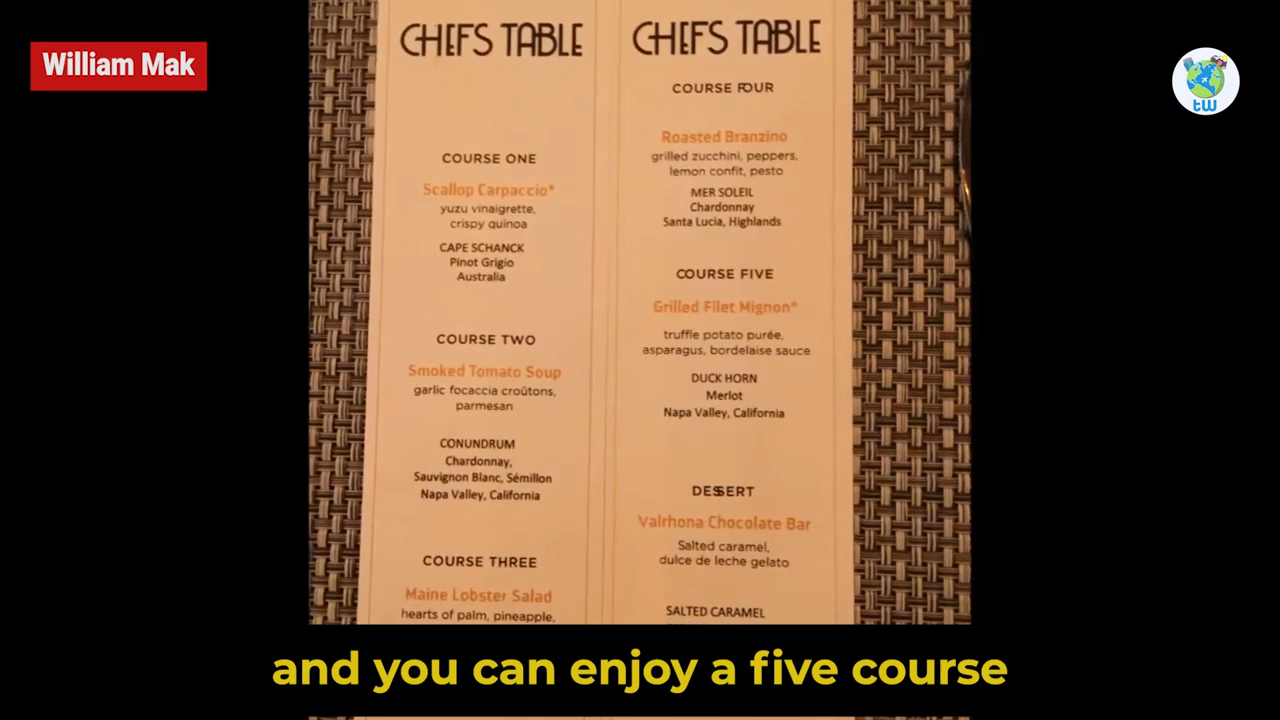 William Mak
tw
CHEFS TABLE
COURSE ONE
Scallop Carpaccio*
yuzu vinaigrette,
crispy quinoa
CAPE SCHANCK
Pinot Grigio
Australia
COURSE TWO
Smoked Tomato Soup
garlic focaccia croûtons,
parmesan
CONUNDRUM
Chardonnay,
Sauvignon Blanc, Sémillon
Napa Valley, California
COURSE THREE
Maine Lobster Salad
hearts of palm, pineapple,
CHEFS TABLE
COURSE FOUR
Roasted Branzino
grilled zucchini, peppers,
lemon confit, pesto
MER SOLEIL
Chardonnay
Santa Lucia, Highlands
COURSE FIVE
Grilled Filet Mignon*
truffle potato purée,
asparagus, bordelaise sauce
DUCK HORN
Merlot
Napa Valley, California
DESSERT
Valrhona Chocolate Bar
Salted caramel,
dulce de leche gelato
SALTED CARAMEL
and you can enjoy a five course